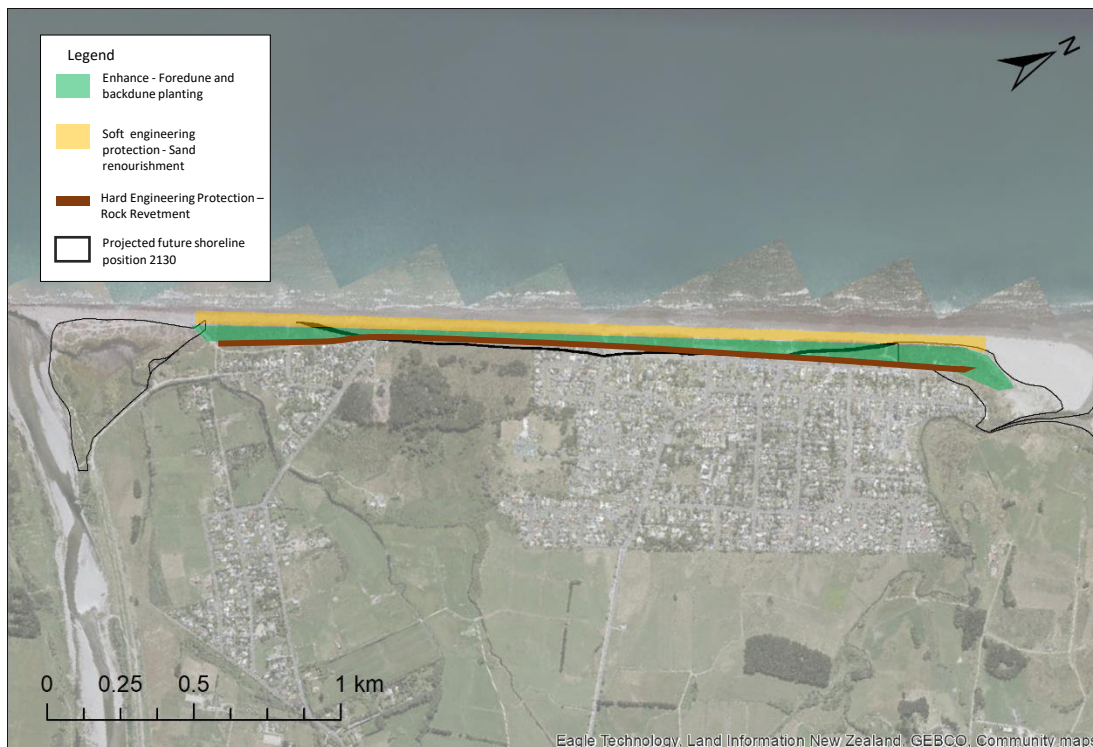 Legend
Enhance - Foredune and
backdune planting
Soft engineering
protection - Sand
renourishment
Hard Engineering Protection –
Rock Revetment
Projected future shoreline
position 2130
N
0 0.25 0.5 1 km
Eagle Technology, Land Information New Zealand, GEBCO, Community maps